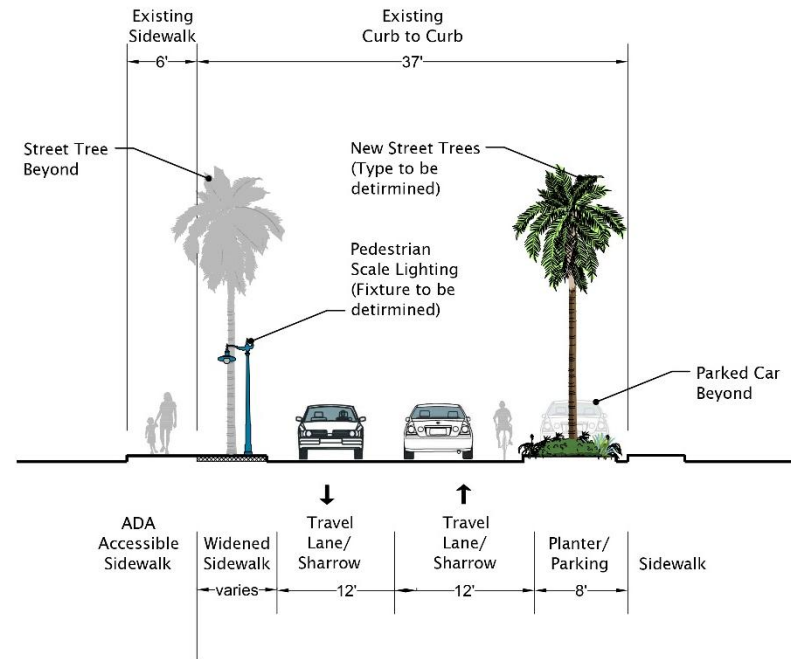 Existing
Sidewalk
6'
Existing
Curb to Curb
37'
Street Tree
Beyond
New Street Trees
(Type to be
detirmined)
Pedestrian
Scale Lighting
(Fixture to be
detirmined)
Parked Car
Beyond
ADA
Accessible
Sidewalk
Widened
Sidewalk
varies
Travel
Lane/
Sharrow
12'
Travel
Lane/
Sharrow
12'
Planter/
Parking
8'
Sidewalk